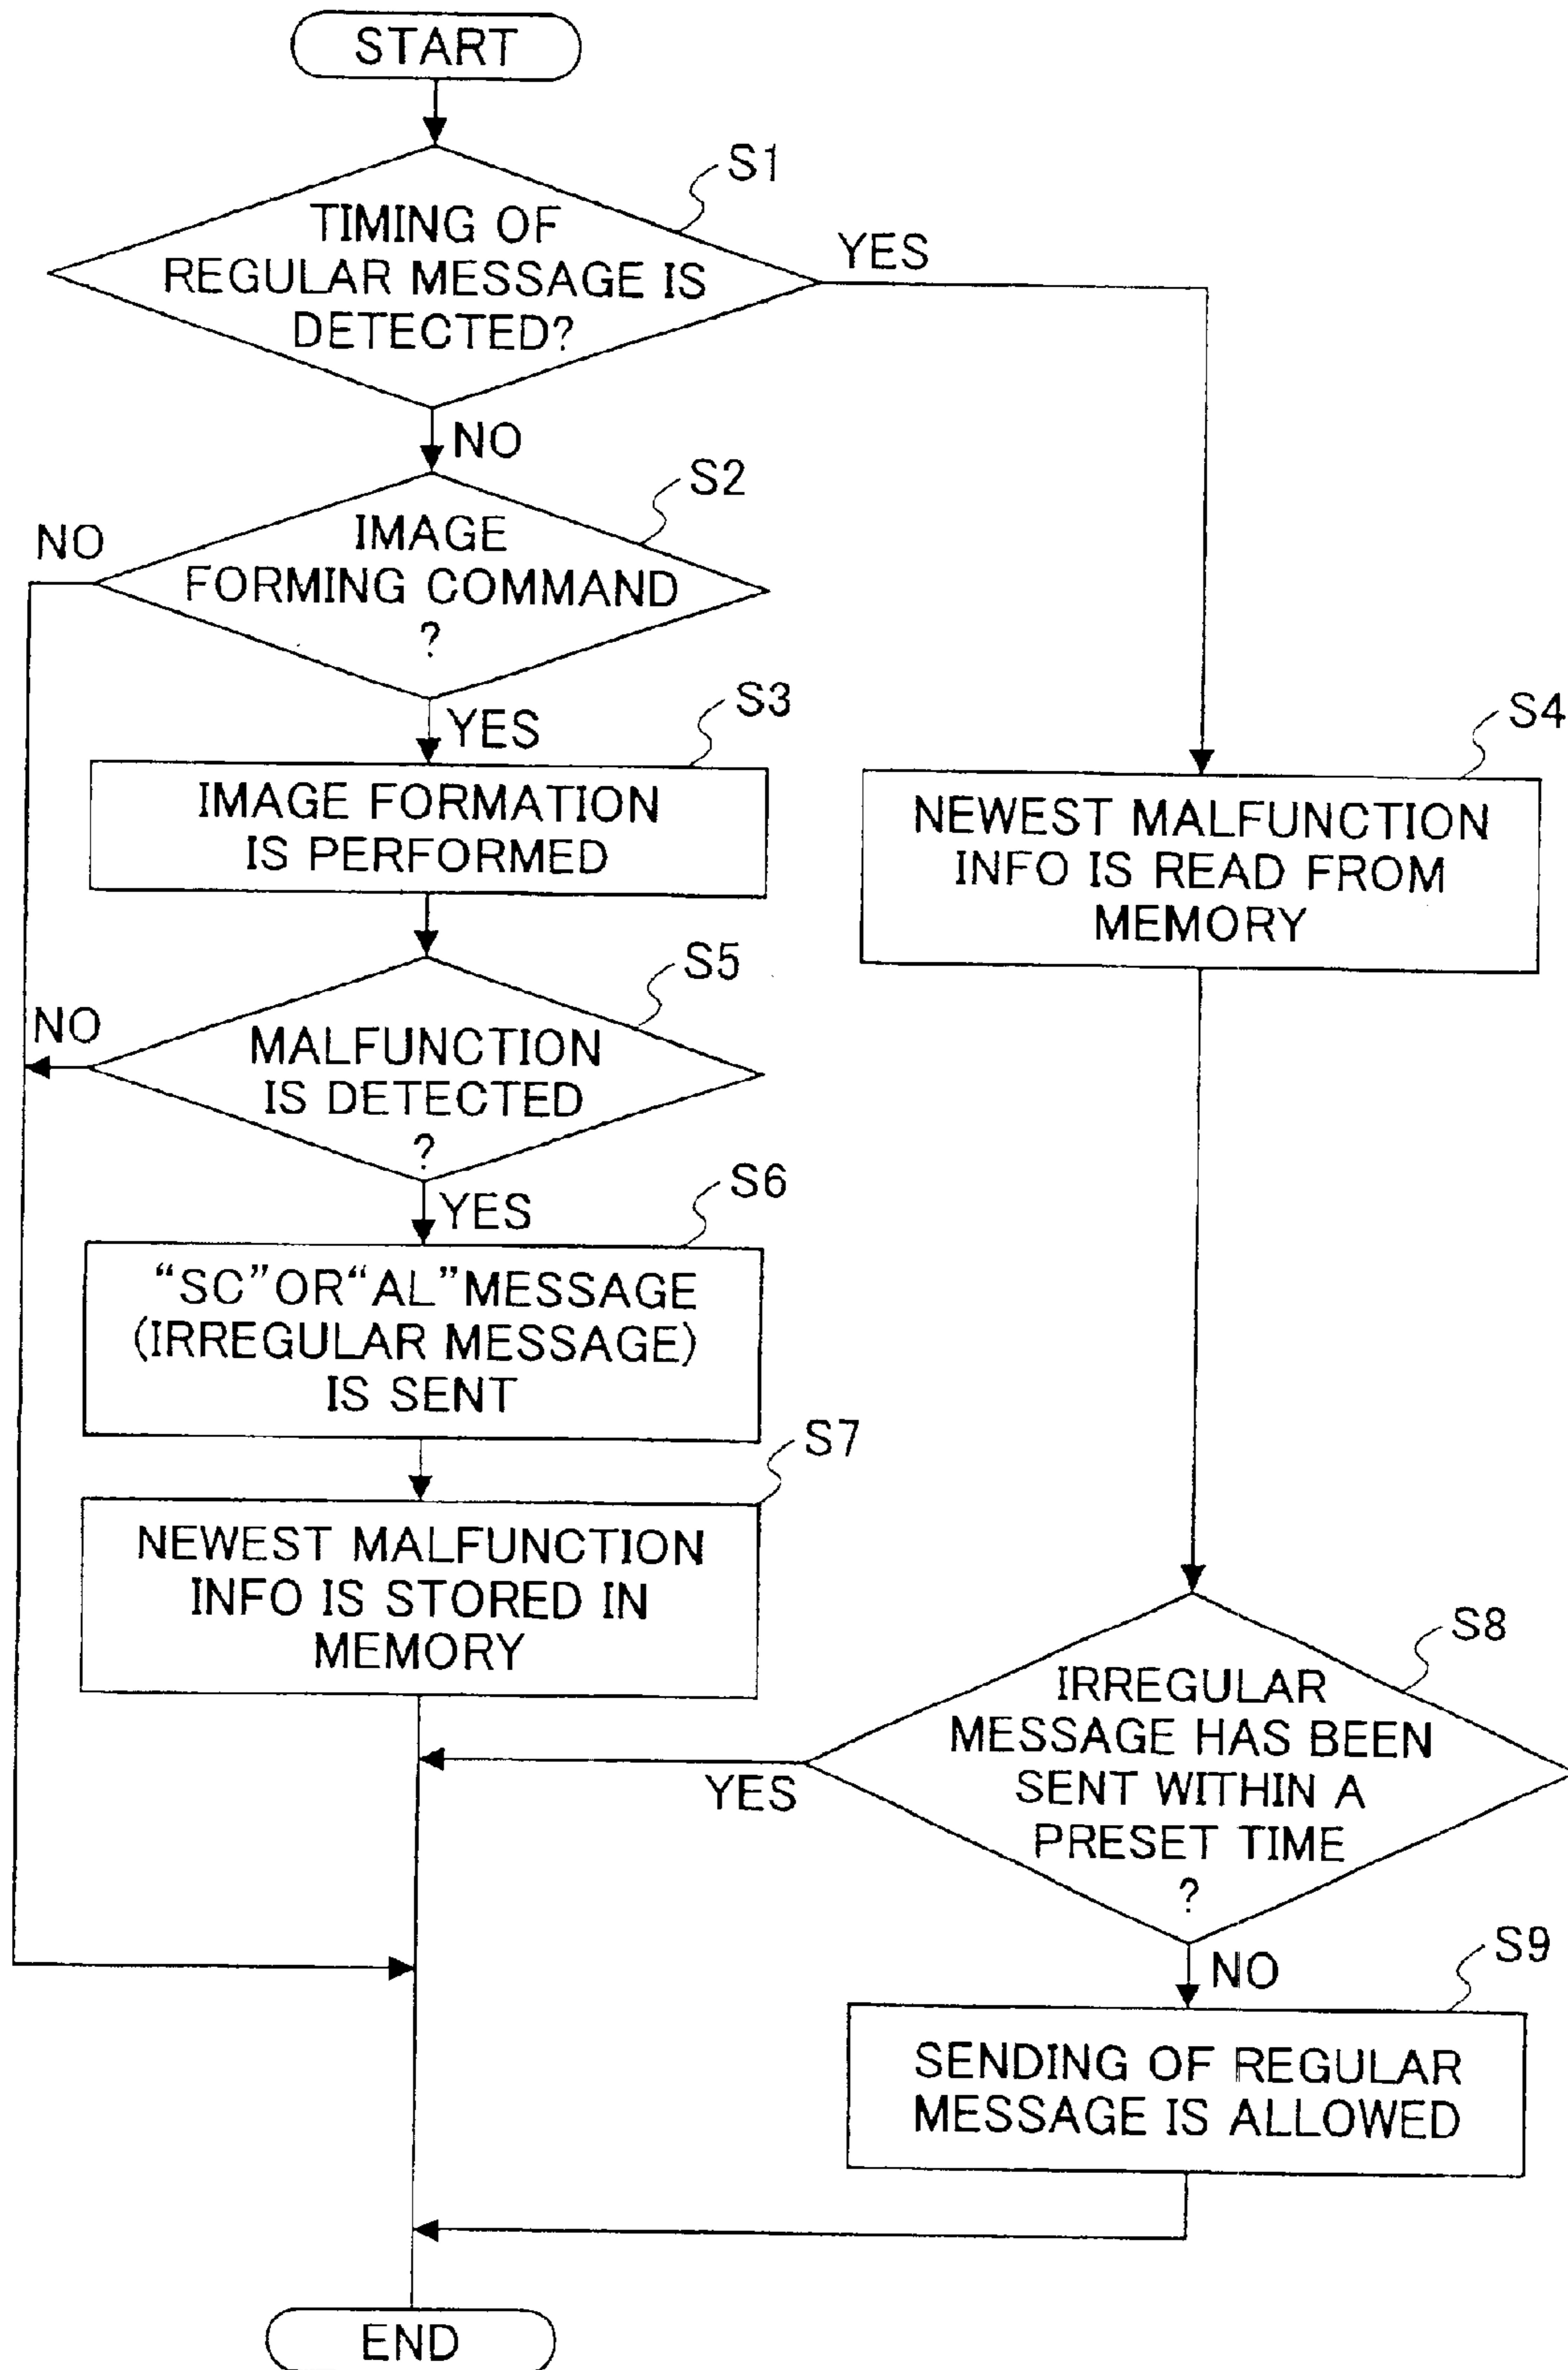 START
S1
TIMING OF
REGULAR MESSAGE IS
DETECTED?
YES
NO
S2
IMAGE
FORMING COMMAND
?
NO
YES
S3
IMAGE FORMATION
IS PERFORMED
S4
NEWEST MALFUNCTION
INFO IS READ FROM
MEMORY
S5
MALFUNCTION
IS DETECTED
?
NO
YES
S6
“SC”OR“AL”MESSAGE
(IRREGULAR MESSAGE)
IS SENT
S7
NEWEST MALFUNCTION
INFO IS STORED IN
MEMORY
S8
IRREGULAR
MESSAGE HAS BEEN
SENT WITHIN A
PRESET TIME
?
YES
NO
S9
SENDING OF REGULAR
MESSAGE IS ALLOWED
END